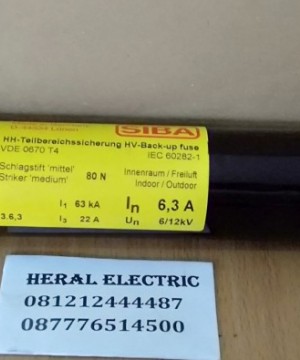 SIBA
HH-Teilbereichssicherung HV-Back-up fuse
VDE 0670 T4 IEC 60282-1
Schlagstift 'mittel' 80 N Innenraum / Freiluft
Striker 'medium' Indoor / Outdoor
I1 63 kA In 6,3 A
3.6,3 I3 22 A Un 6/12kV
HERAL ELECTRIC
081212444487
087776514500